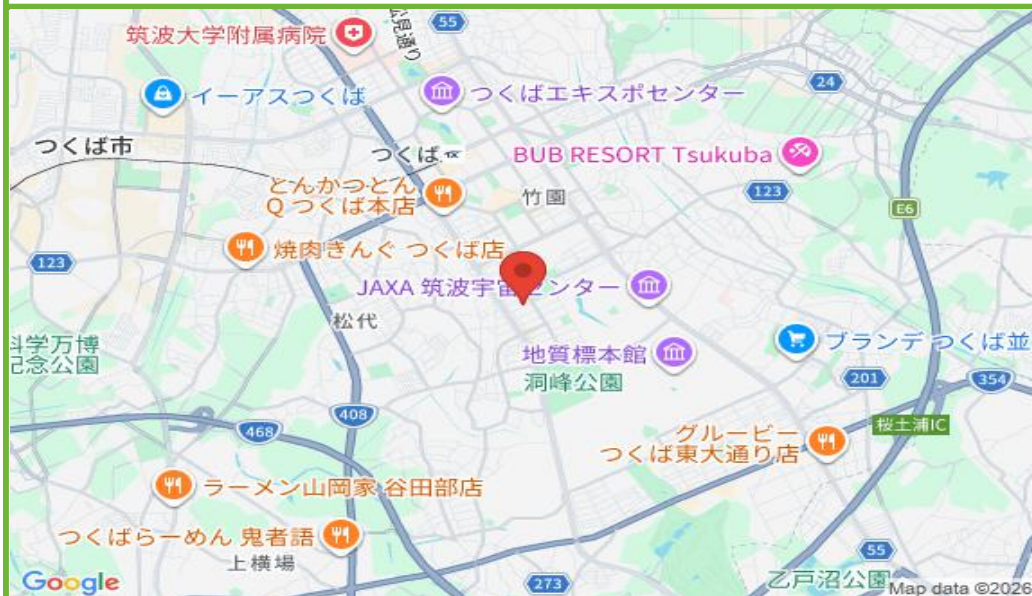 筑波大学附属病院
55
広見通り
イーアスつくば
つくばエキスポセンター
24
つくば市
つくば
TX
BUB RESORT Tsukuba
とんかつとん
Q つくば本店
竹園
123
E6
焼肉きんぐ つくば店
123
JAXA 筑波宇宙センター
松代
科学万博
記念公園
地質標本館
洞峰公園
ブランデ つくば並
201
354
408
468
桜土浦IC
グルービー
つくば東大通り店
ラーメン山岡家 谷田部店
つくばらーめん 鬼者語
上横場
55
273
乙戸沼公園
Google
Map data ©2026